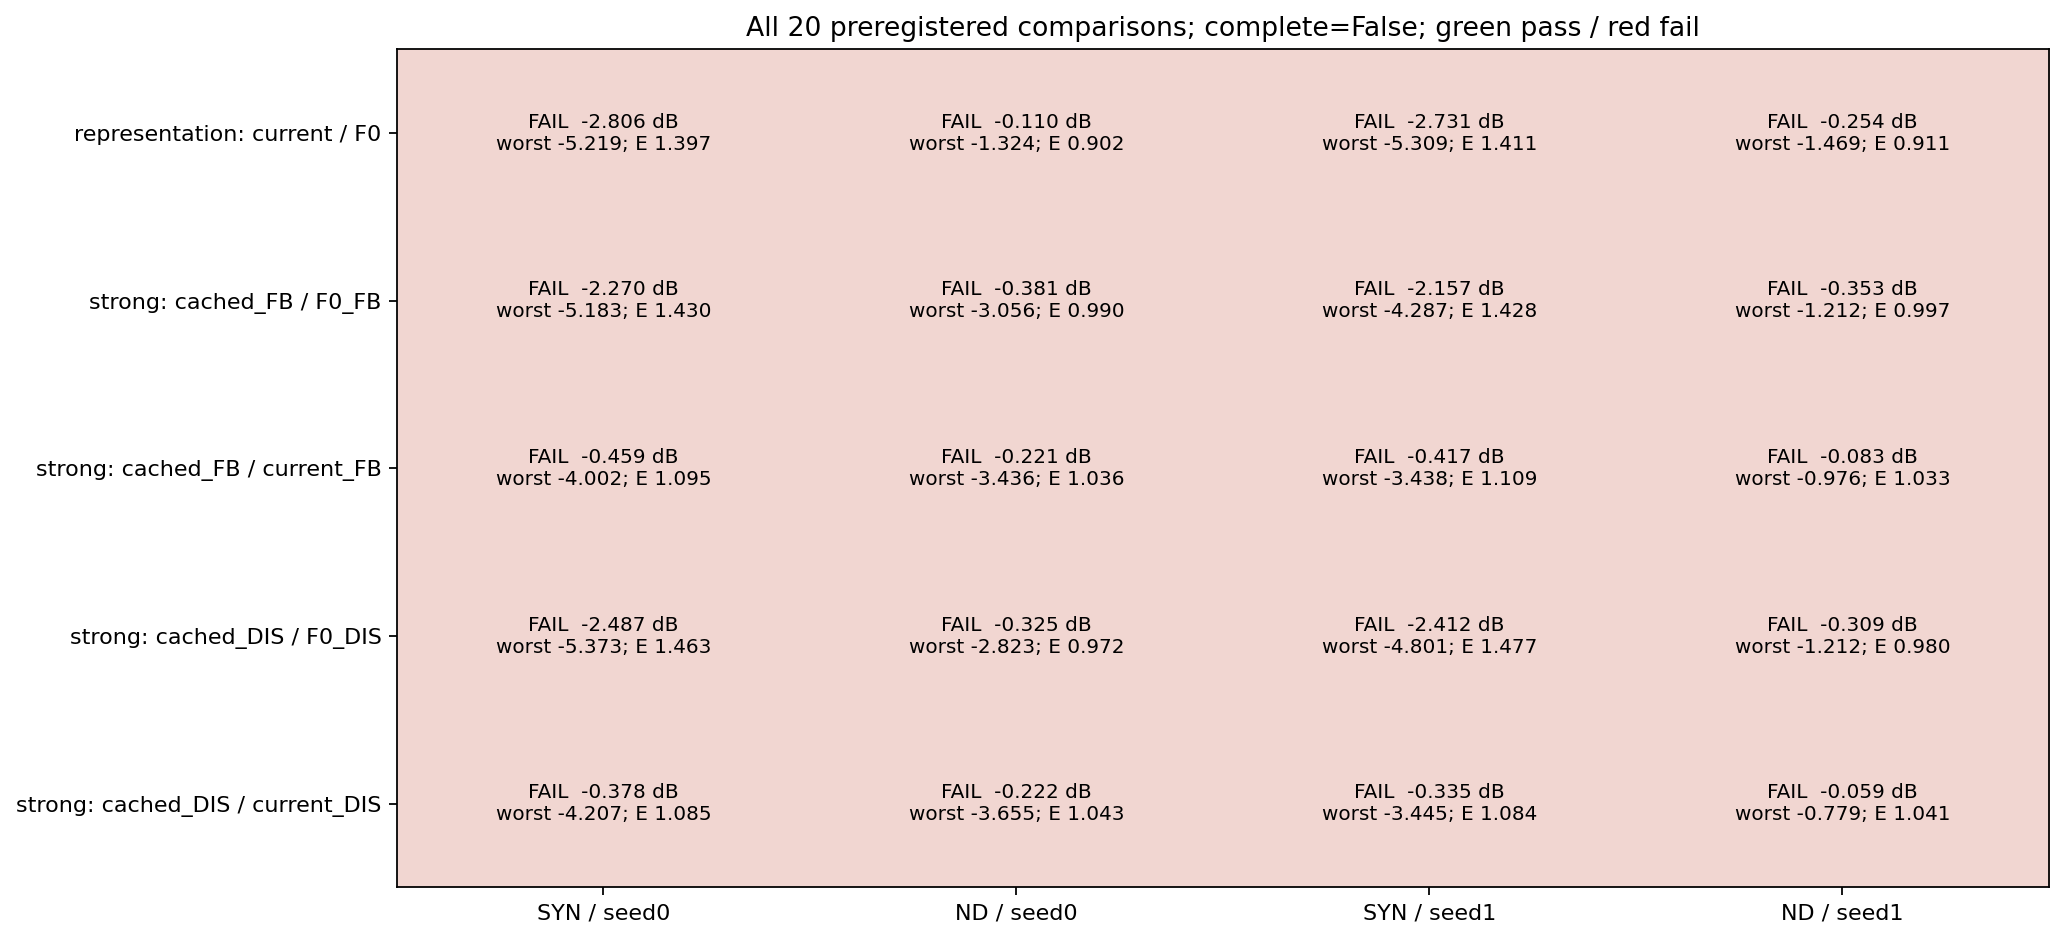 All 20 preregistered comparisons; complete=False; green pass / red fail
representation: current / F0
FAIL  -2.806 dB
worst -5.219; E 1.397
FAIL  -0.110 dB
worst -1.324; E 0.902
FAIL  -2.731 dB
worst -5.309; E 1.411
FAIL  -0.254 dB
worst -1.469; E 0.911
strong: cached_FB / F0_FB
FAIL  -2.270 dB
worst -5.183; E 1.430
FAIL  -0.381 dB
worst -3.056; E 0.990
FAIL  -2.157 dB
worst -4.287; E 1.428
FAIL  -0.353 dB
worst -1.212; E 0.997
strong: cached_FB / current_FB
FAIL  -0.459 dB
worst -4.002; E 1.095
FAIL  -0.221 dB
worst -3.436; E 1.036
FAIL  -0.417 dB
worst -3.438; E 1.109
FAIL  -0.083 dB
worst -0.976; E 1.033
strong: cached_DIS / F0_DIS
FAIL  -2.487 dB
worst -5.373; E 1.463
FAIL  -0.325 dB
worst -2.823; E 0.972
FAIL  -2.412 dB
worst -4.801; E 1.477
FAIL  -0.309 dB
worst -1.212; E 0.980
strong: cached_DIS / current_DIS
FAIL  -0.378 dB
worst -4.207; E 1.085
FAIL  -0.222 dB
worst -3.655; E 1.043
FAIL  -0.335 dB
worst -3.445; E 1.084
FAIL  -0.059 dB
worst -0.779; E 1.041
SYN / seed0
ND / seed0
SYN / seed1
ND / seed1